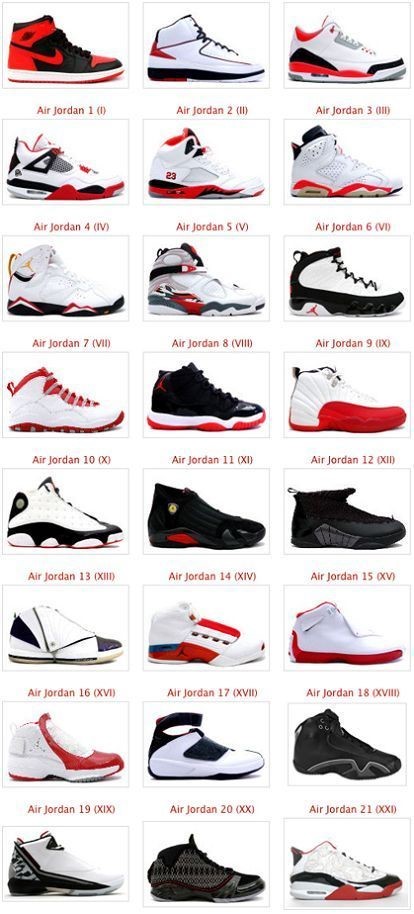 Air Jordan 1 (I)
Air Jordan 2 (II)
Air Jordan 3 (III)
23
Air Jordan 4 (IV)
Air Jordan 5 (V)
Air Jordan 6 (VI)
Air Jordan 7 (VII)
Air Jordan 8 (VIII)
Air Jordan 9 (IX)
Air Jordan 10 (X)
Air Jordan 11 (XI)
Air Jordan 12 (XII)
Air Jordan 13 (XIII)
Air Jordan 14 (XIV)
Air Jordan 15 (XV)
Air Jordan 16 (XVI)
Air Jordan 17 (XVII)
Air Jordan 18 (XVIII)
Air Jordan 19 (XIX)
Air Jordan 20 (XX)
Air Jordan 21 (XXI)